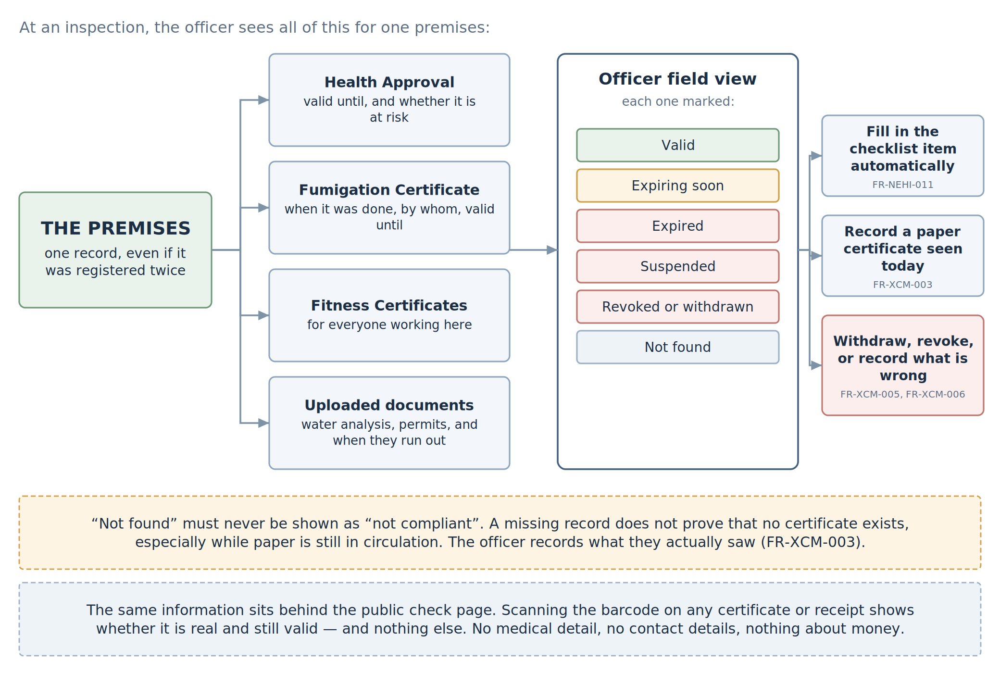 At an inspection, the officer sees all of this for one premises:
THE PREMISES
one record, even if it
was registered twice
Health Approval
valid until, and whether it is
at risk
Fumigation Certificate
when it was done, by whom, valid
until
Fitness Certificates
for everyone working here
Uploaded documents
water analysis, permits, and
when they run out
Officer field view
each one marked:
Valid
Expiring soon
Expired
Suspended
Revoked or withdrawn
Not found
Fill in the
checklist item
automatically
FR-NEHI-011
Record a paper
certificate seen
today
FR-XCM-003
Withdraw, revoke,
or record what is
wrong
FR-XCM-005, FR-XCM-006
“Not found” must never be shown as “not compliant”. A missing record does not prove that no certificate exists,
especially while paper is still in circulation. The officer records what they actually saw (FR-XCM-003).
The same information sits behind the public check page. Scanning the barcode on any certificate or receipt shows
whether it is real and still valid — and nothing else. No medical detail, no contact details, nothing about money.